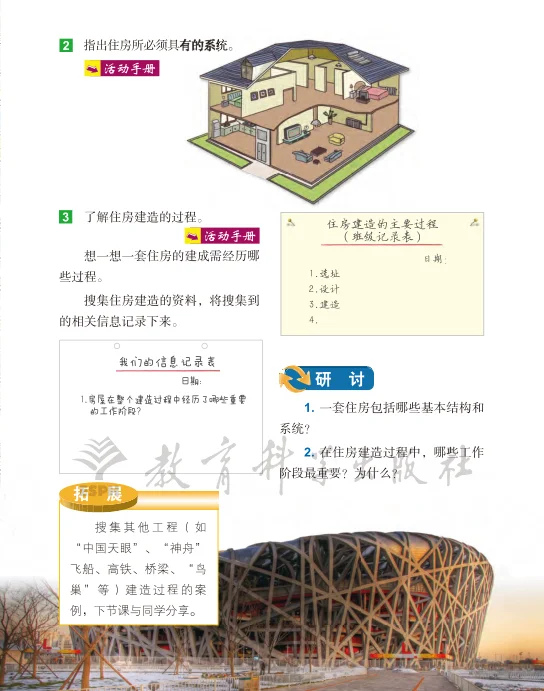 2 指出住房所必须具有的系统。
活动手册
3 了解住房建造的过程。
活动手册
想一想一套住房的建成需经历哪
些过程。
搜集住房建造的资料，将搜集到
的相关信息记录下来。
我们的信息记录表
日期：
1.房屋在整个建造过程中经历了哪些重要
的工作阶段？
住房建造的主要过程
（班级记录表）
日期：
1.选址
2.设计
3.建造
4.
研讨
1. 一套住房包括哪些基本结构和
系统？
2. 在住房建造过程中，哪些工作
阶段最重要？为什么？
教育科学出版社
ESPH
拓展
搜集其他工程（如
“中国天眼”、“神舟”
飞船、高铁、桥梁、“鸟
巢”等）建造过程的案
例，下节课与同学分享。